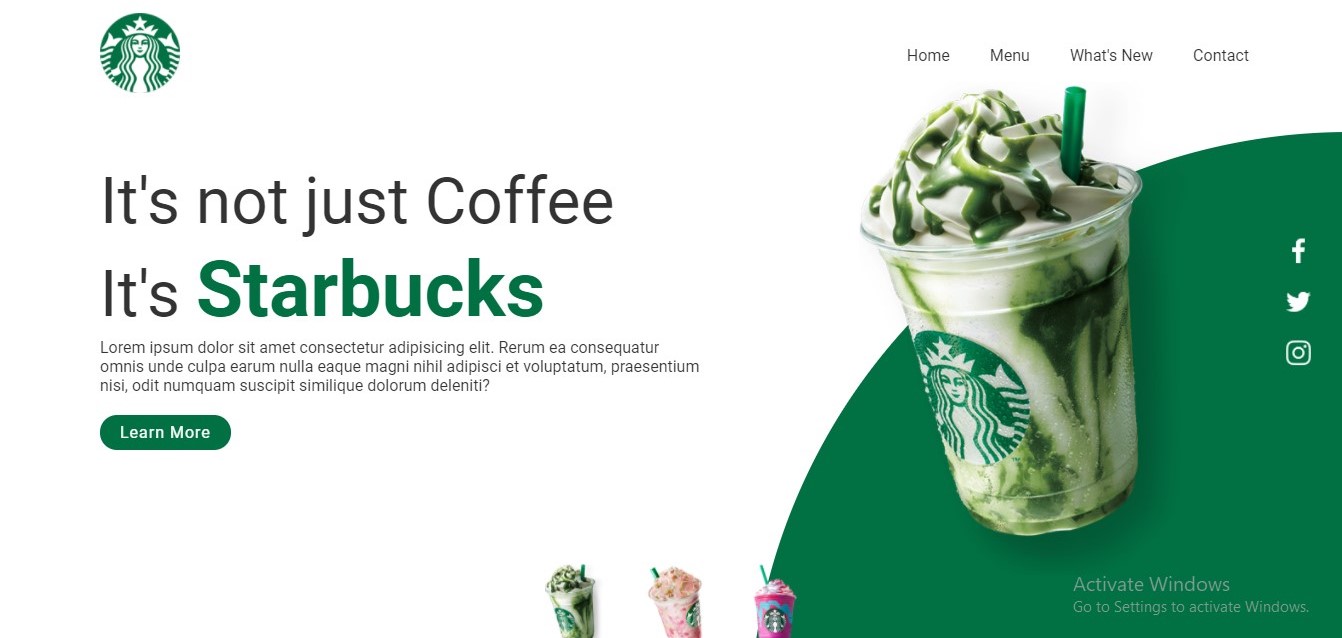 Home
Menu
What's New
Contact
It's not just Coffee
It's Starbucks
Lorem ipsum dolor sit amet consectetur adipisicing elit. Rerum ea consequatur
omnis unde culpa earum nulla eaque magni nihil adipisci et voluptatum, praesentium
nisi, odit numquam suscipit similique dolorum deleniti?
Learn More
Activate Windows
Go to Settings to activate Windows.